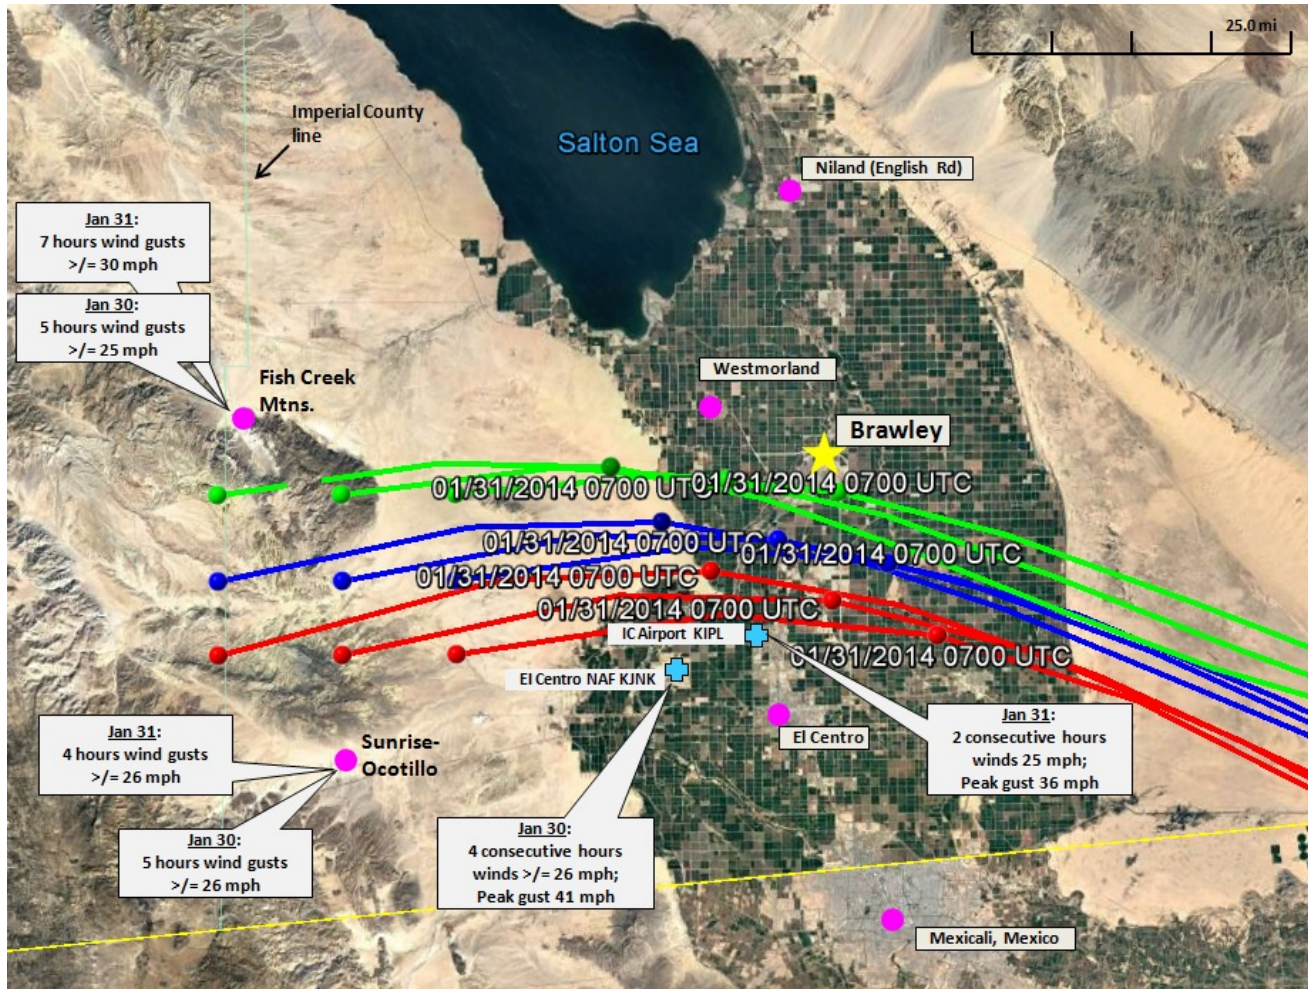 25.0 mi
Imperial County
line
Salton Sea
Niland (English Rd)
Jan 31:
7 hours wind gusts
>/= 30 mph
Jan 30:
5 hours wind gusts
>/= 25 mph
Fish Creek
Mtns.
Westmorland
Brawley
01/31/2014 0700 UTC
01/31/2014 0700 UTC
01/31/2014 0700 UTC
01/31/2014 0700 UTC
01/31/2014 0700 UTC
01/31/2014 0700 UTC
IC Airport KIPL
01/31/2014 0700 UTC
El Centro NAF KJNK
Jan 31:
4 hours wind gusts
>/= 26 mph
Sunrise-
Ocotillo
El Centro
Jan 31:
2 consecutive hours
winds 25 mph;
Peak gust 36 mph
Jan 30:
5 hours wind gusts
>/= 26 mph
Jan 30:
4 consecutive hours
winds >/= 26 mph;
Peak gust 41 mph
Mexicali, Mexico